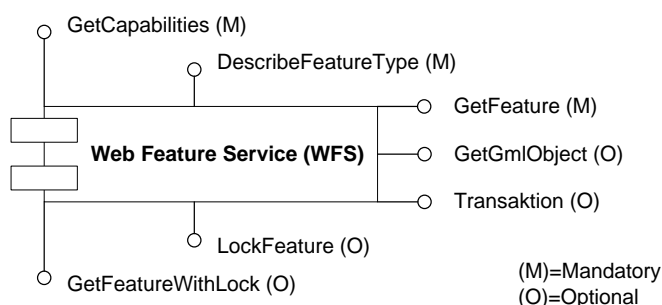 GetCapabilities (M)
DescribeFeatureType (M)
GetFeature (M)
Web Feature Service (WFS)
GetGmlObject (O)
Transaktion (O)
LockFeature (O)
GetFeatureWithLock (O)
(M)=Mandatory
(O)=Optional